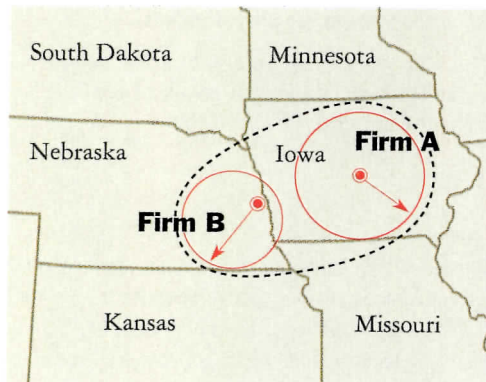 South Dakota
Minnesota
Nebraska
Iowa
Firm A
Firm B
Kansas
Missouri